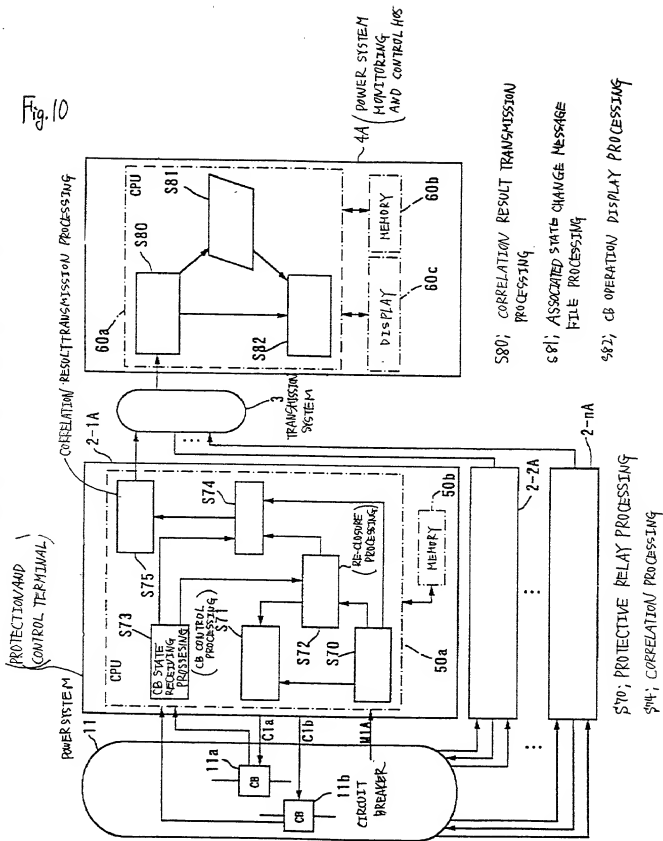 Fig.10
(PROTECTION AND
CONTROL TERMINAL)
CORRELATION RESULT TRANSMISSION PROCESSING
POWER SYSTEM
11
2-1A
CPU
S73
CB STATE
RECEIVING
PROSSESING
(CB CONTROL
PROCESSING)
S71
S75
S74
S72
(RE-CLOSURE
PROCESSING)
S70
50a
MEMORY
50b
11a
CB
C1a
C1b
CB
11b
CIRCUIT
BREAKER
M1A
3
TRANSMISSION
SYSTEM
60a
CPU
S80
S81
S82
DISPLAY
60c
MEMORY
60b
4A (POWER SYSTEM
MONITORING
AND CONTROL HOS
2-2A
2-nA
S70; PROTECTIVE RELAY PROCESSING
S74; CORRELATION PROCESSING
S80; CORRELATION RESULT TRANSMISSION
PROCESSING
S81; ASSOCIATED STATE CHANGE MESSAGE
FILE PROCESSING
S82; CB OPERATION DISPLAY PROCESSING